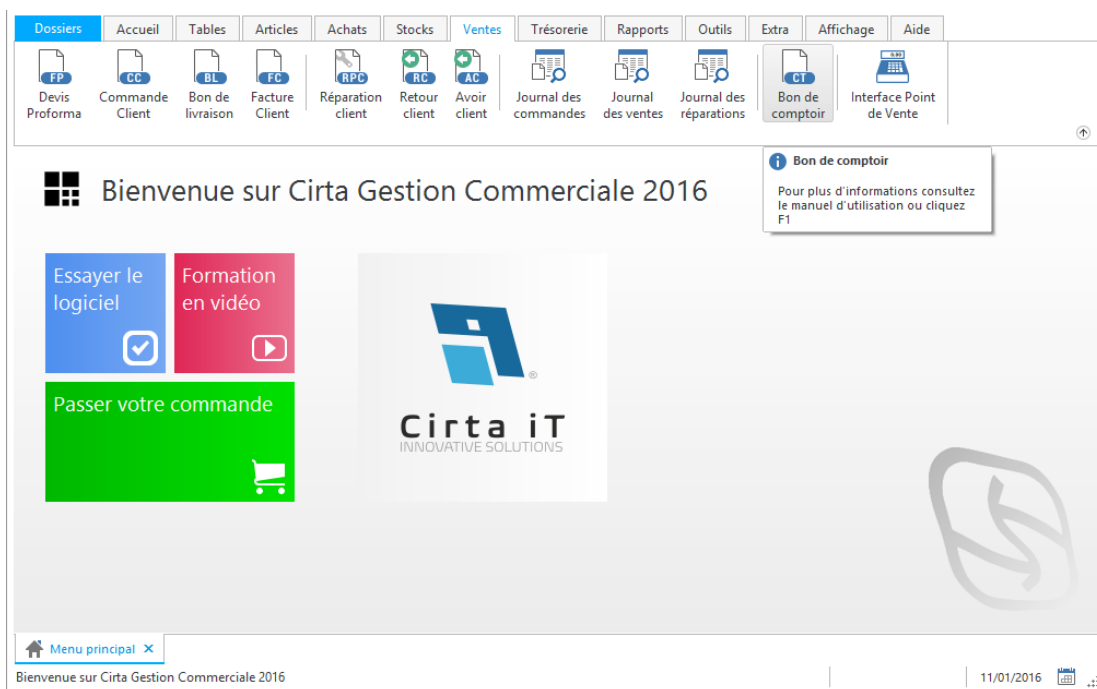 Dossiers Accueil Tables Articles Achats Stocks Ventes Trésorerie Rapports Outils Extra Affichage Aide
FP CC BL FC RPC RC AC CT 0.00
Devis Commande Bon de Facture Réparation Retour Avoir Journal des Journal Journal des Bon de Interface Point
Proforma Client livraison Client client client client commandes des ventes réparations comptoir de Vente
Bon de comptoir
Pour plus d'informations consultez
le manuel d'utilisation ou cliquez
F1
Bienvenue sur Cirta Gestion Commerciale 2016
Essayer le
logiciel
Formation
en vidéo
Passer votre commande
®
Cirta iT
INNOVATIVE SOLUTIONS
Menu principal
Bienvenue sur Cirta Gestion Commerciale 2016
11/01/2016